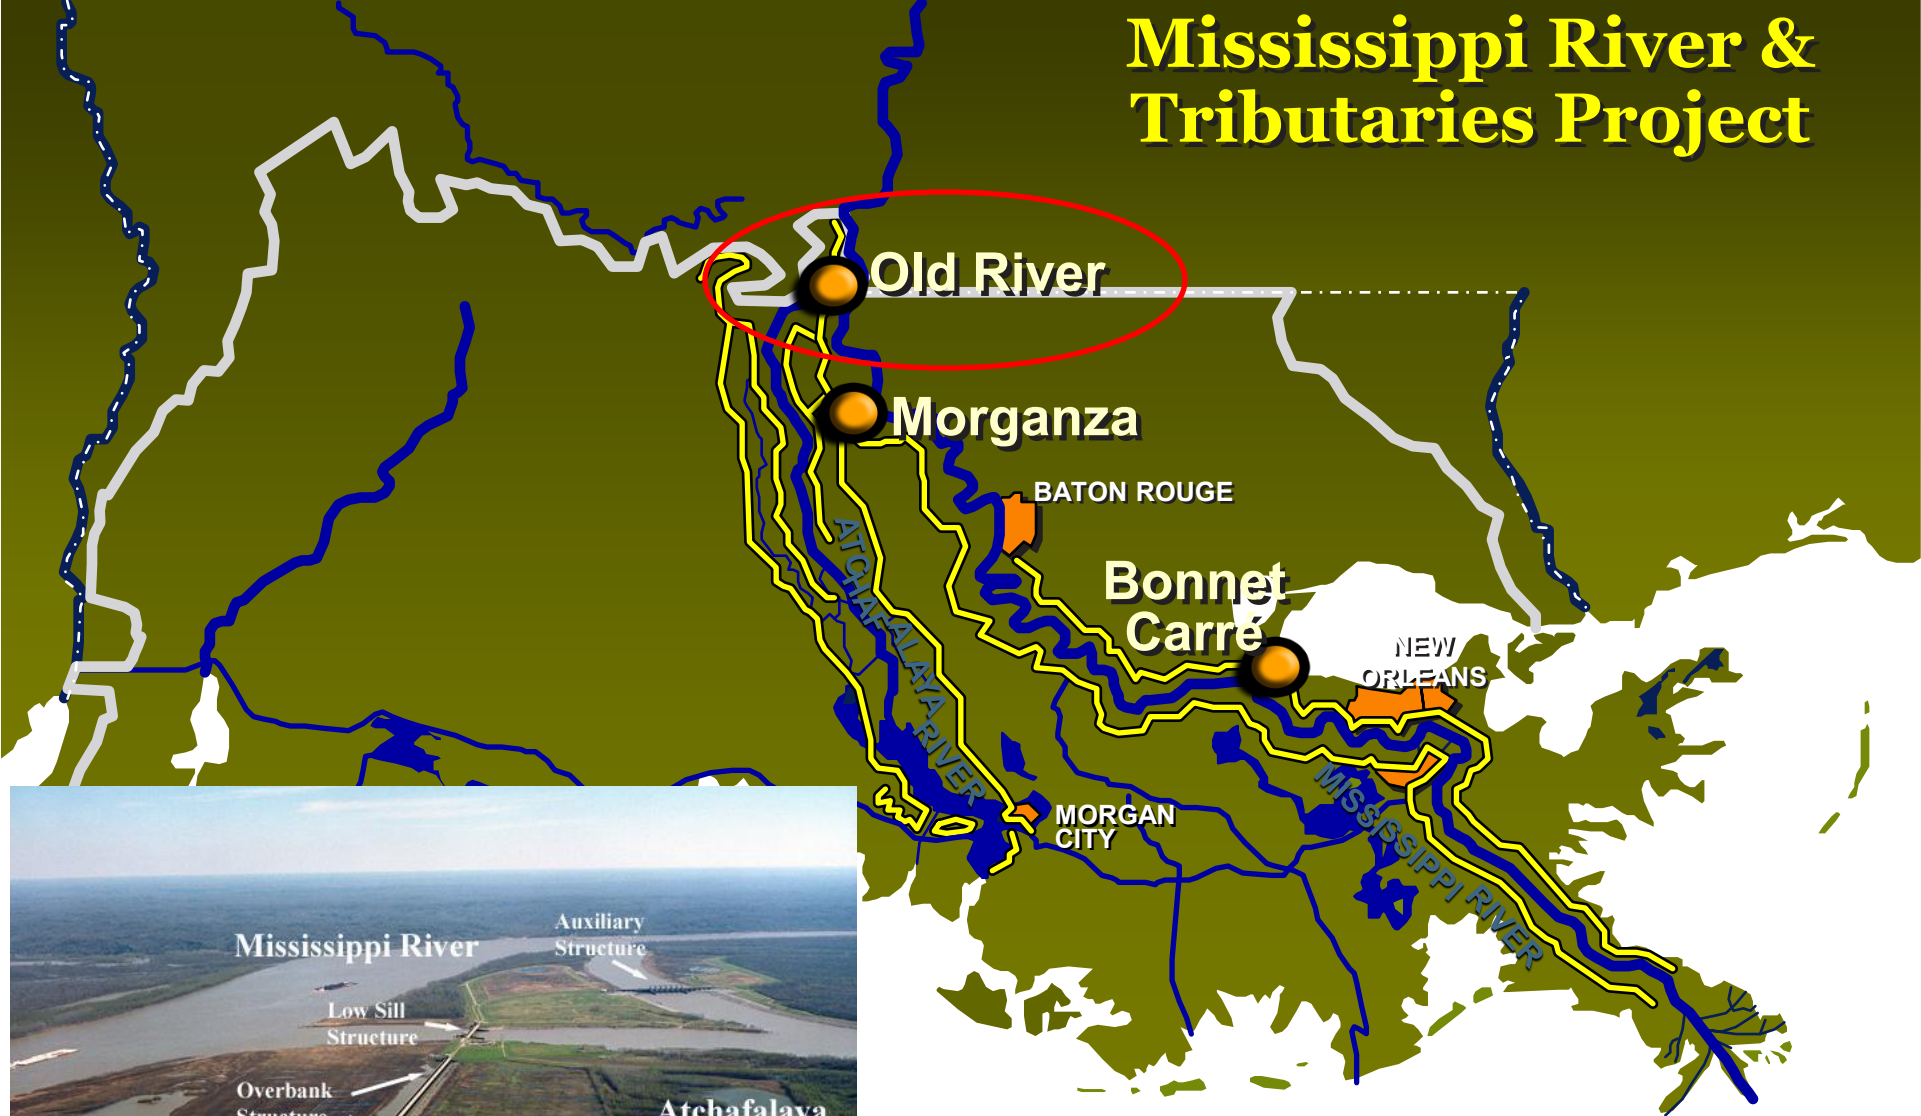 Mississippi River &
Tributaries Project
Old River
Morganza
BATON ROUGE
Bonnet
Carré
NEW
ORLEANS
ATCHAFALAYA RIVER
MORGAN
CITY
MISSISSIPPI RIVER
Auxiliary
Structure
Mississippi River
Low Sill
Structure
Overbank
Structure
Atchafalaya